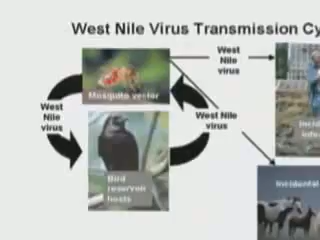 West Nile Virus Transmission Cy
West
Nile
virus
Mosquito vector
West
Nile
virus
West Nile
virus
Bird
reservoir
hosts
Incidental